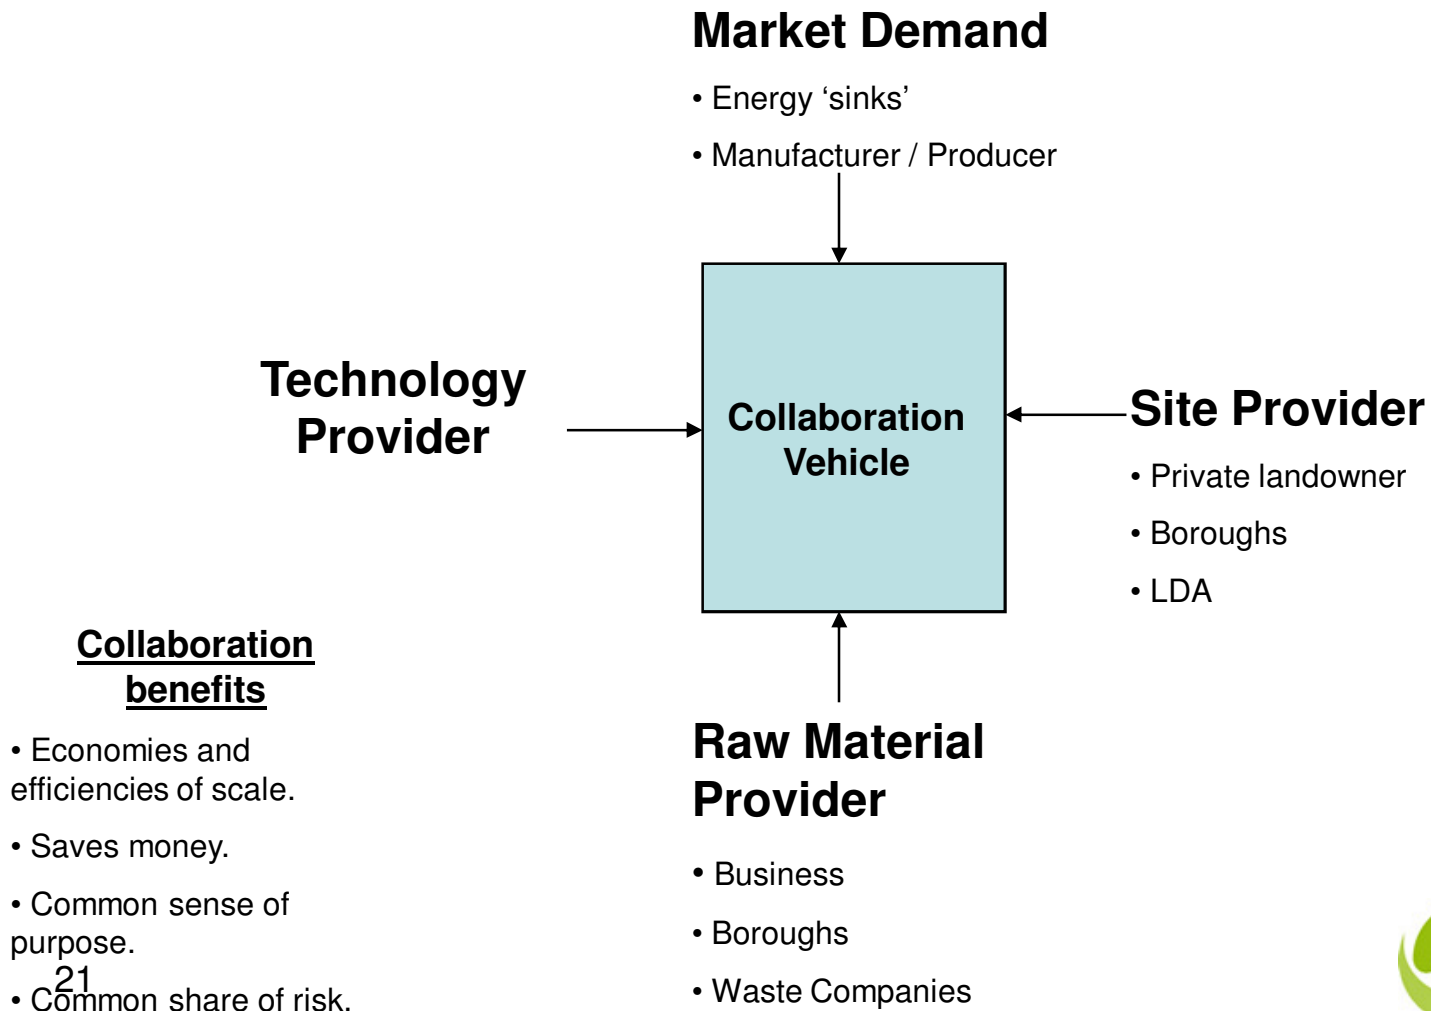 Market Demand
• Energy ‘sinks’
• Manufacturer / Producer
Technology
Provider
Collaboration
Vehicle
Site Provider
• Private landowner
• Boroughs
• LDA
Collaboration
benefits
• Economies and
efficiencies of scale.
• Saves money.
• Common sense of
purpose.
• Common share of risk.
Raw Material
Provider
• Business
• Boroughs
• Waste Companies
21